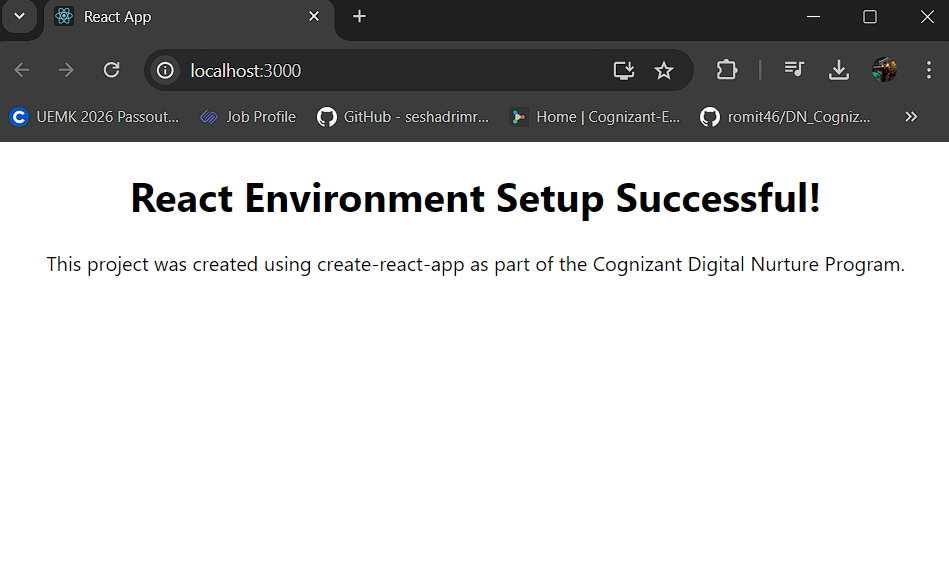 React App
localhost:3000
UEMK 2026 Passout... Job Profile GitHub - seshadrimr... Home | Cognizant-E... romit46/DN_Cogniz...
React Environment Setup Successful!
This project was created using create-react-app as part of the Cognizant Digital Nurture Program.